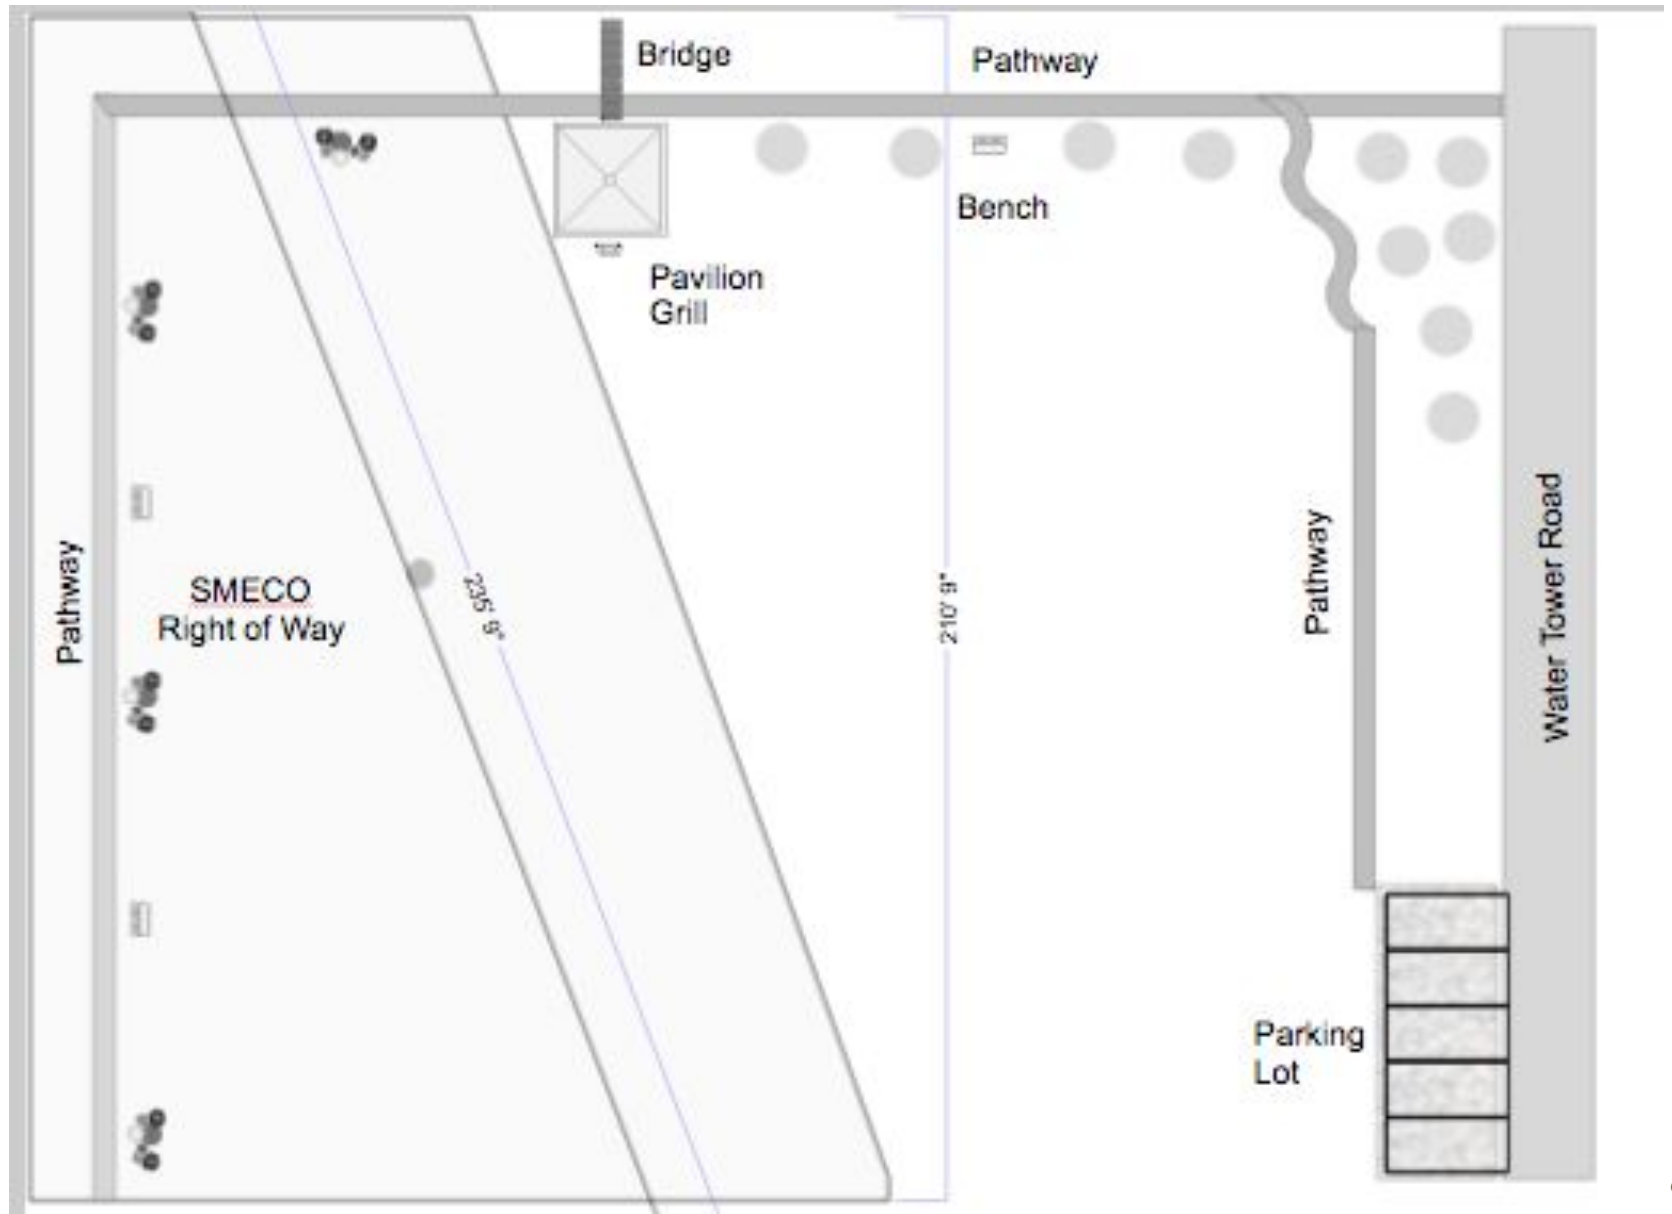 Bridge
Pathway
Bench
Pavilion
Grill
Pathway
SMECO
Right of Way
235' 9"
210' 9"
Pathway
Water Tower Road
Parking
Lot